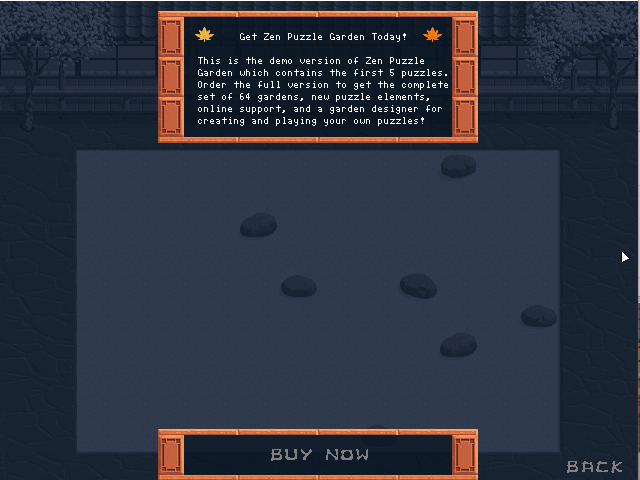 Get Zen Puzzle Garden Today!
This is the demo version of Zen Puzzle
Garden which contains the first 5 puzzles.
Order the full version to get the complete
set of 64 gardens, new puzzle elements,
online support, and a garden designer for
creating and playing your own puzzles!
BUY NOW
BACK